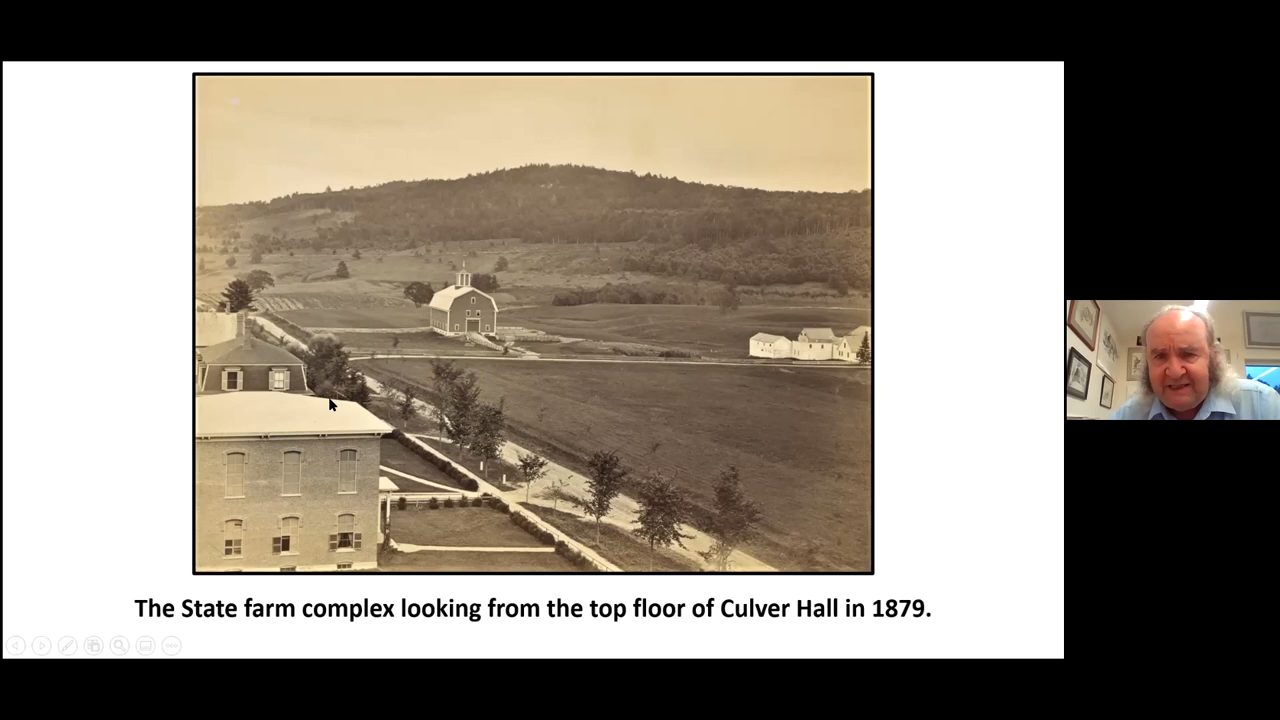 The State farm complex looking from the top floor of Culver Hall in 1879.